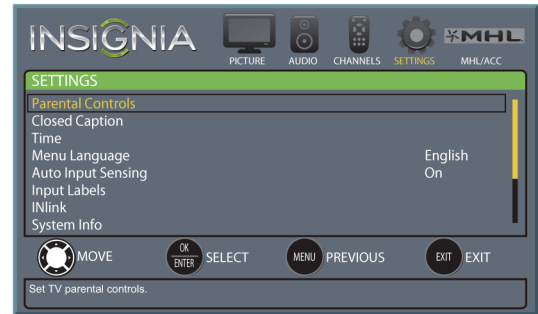 INSIGNIA
PICTURE AUDIO CHANNELS SETTINGS MHL MHL/ACC
SETTINGS
Parental Controls
Closed Caption
Time
Menu Language English
Auto Input Sensing On
Input Labels
INlink
System Info
MOVE OK ENTER SELECT MENU PREVIOUS EXIT EXIT
Set TV parental controls.